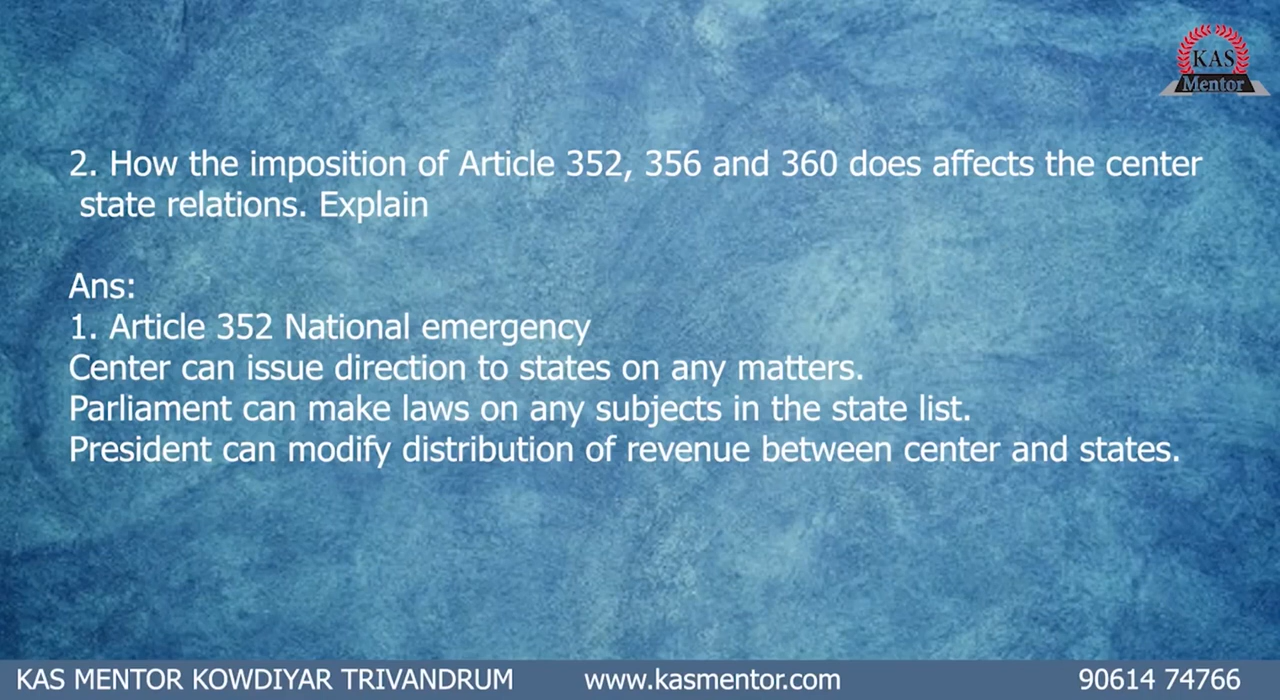 KAS
Mentor
2. How the imposition of Article 352, 356 and 360 does affects the center
state relations. Explain
Ans:
1. Article 352 National emergency
Center can issue direction to states on any matters.
Parliament can make laws on any subjects in the state list.
President can modify distribution of revenue between center and states.
KAS MENTOR KOWDIYAR TRIVANDRUM www.kasmentor.com 90614 74766